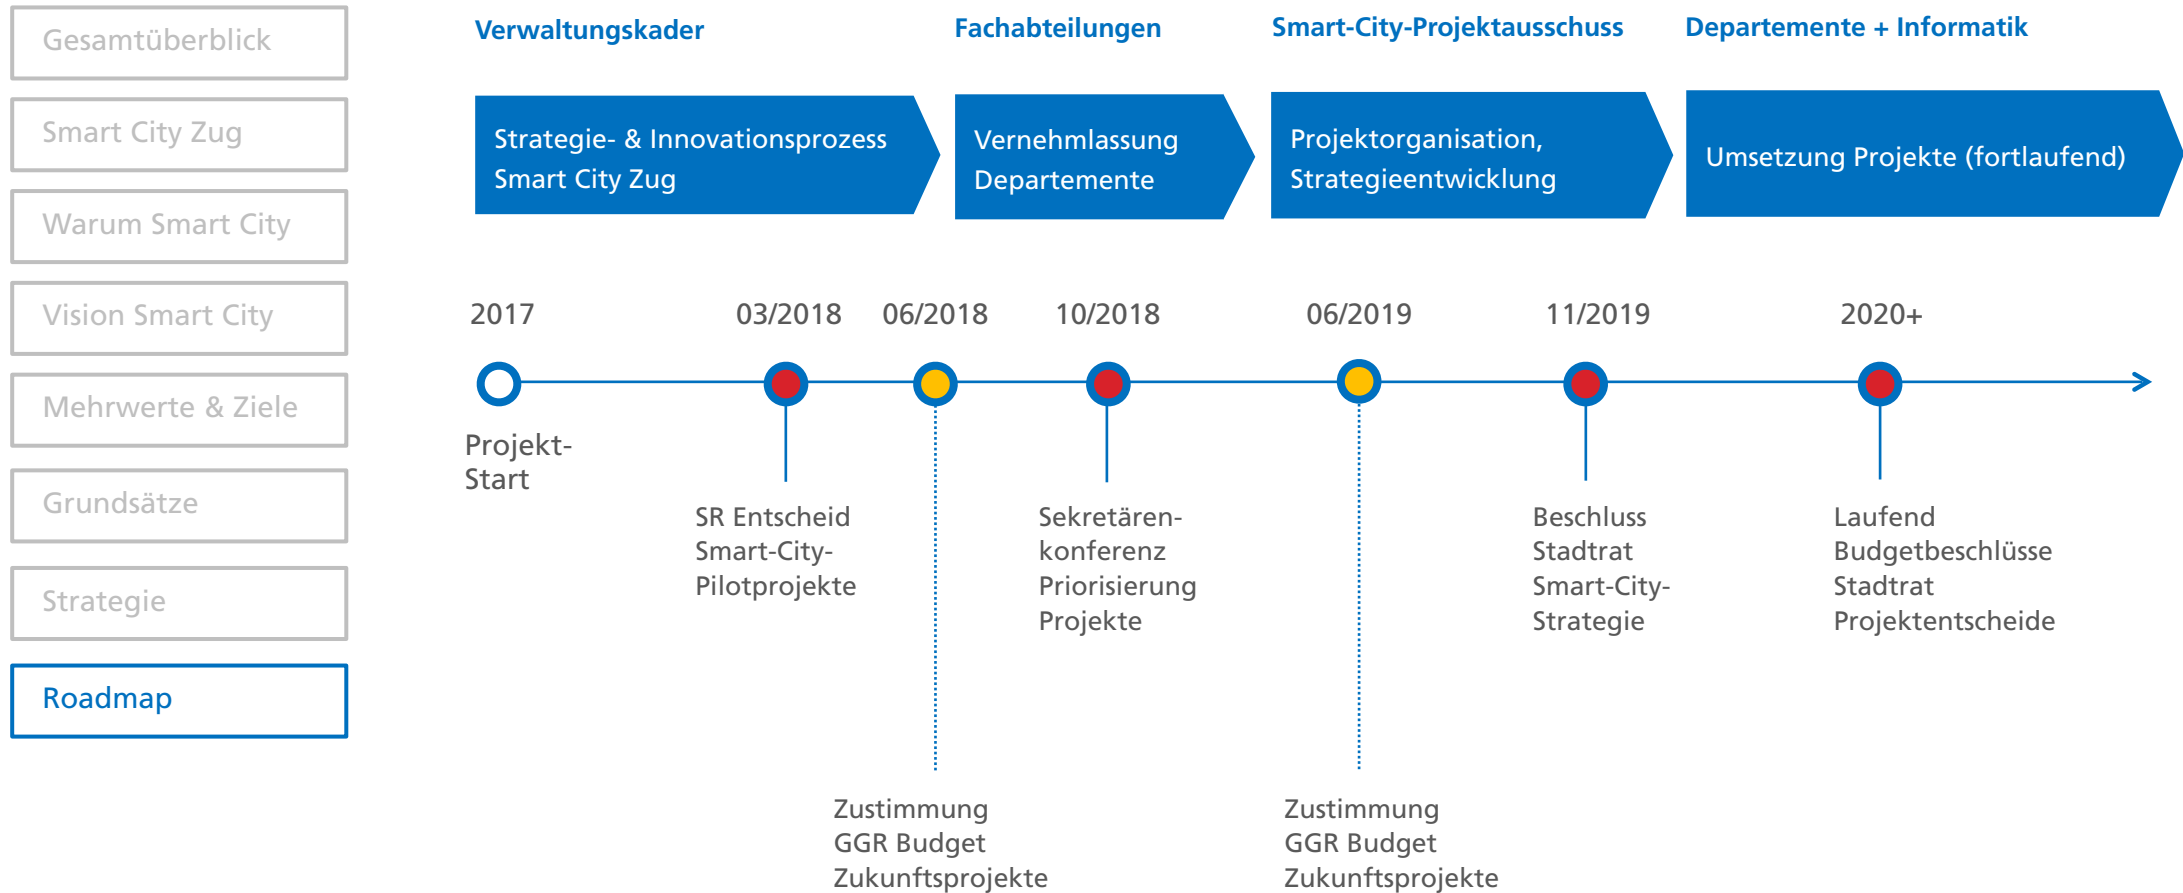 Gesamtüberblick
Smart City Zug
Warum Smart City
Vision Smart City
Mehrwerte & Ziele
Grundsätze
Strategie
Roadmap
Verwaltungskader
Fachabteilungen
Smart-City-Projektausschuss
Departemente + Informatik
Strategie- & Innovationsprozess
Smart City Zug
Vernehmlassung
Departemente
Projektorganisation,
Strategieentwicklung
Umsetzung Projekte (fortlaufend)
2017
03/2018
06/2018
10/2018
06/2019
11/2019
2020+
Projekt-
Start
SR Entscheid
Smart-City-
Pilotprojekte
Sekretären-
konferenz
Priorisierung
Projekte
Beschluss
Stadtrat
Smart-City-
Strategie
Laufend
Budgetbeschlüsse
Stadtrat
Projektentscheide
Zustimmung
GGR Budget
Zukunftsprojekte
Zustimmung
GGR Budget
Zukunftsprojekte